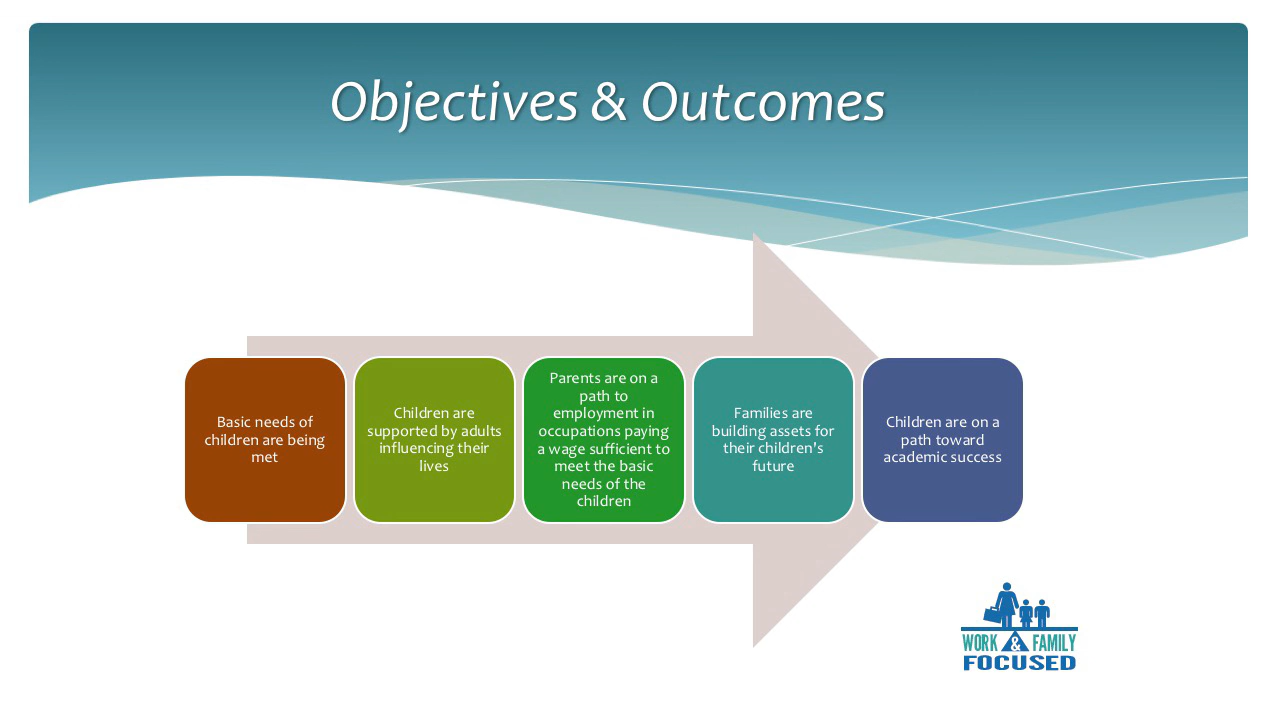 Objectives & Outcomes
Basic needs of
children are being
met
Children are
supported by adults
influencing their
lives
Parents are on a
path to
employment in
occupations paying
a wage sufficient to
meet the basic
needs of the
children
Families are
building assets for
their children's
future
Children are on a
path toward
academic success
WORK & FAMILY
FOCUSED